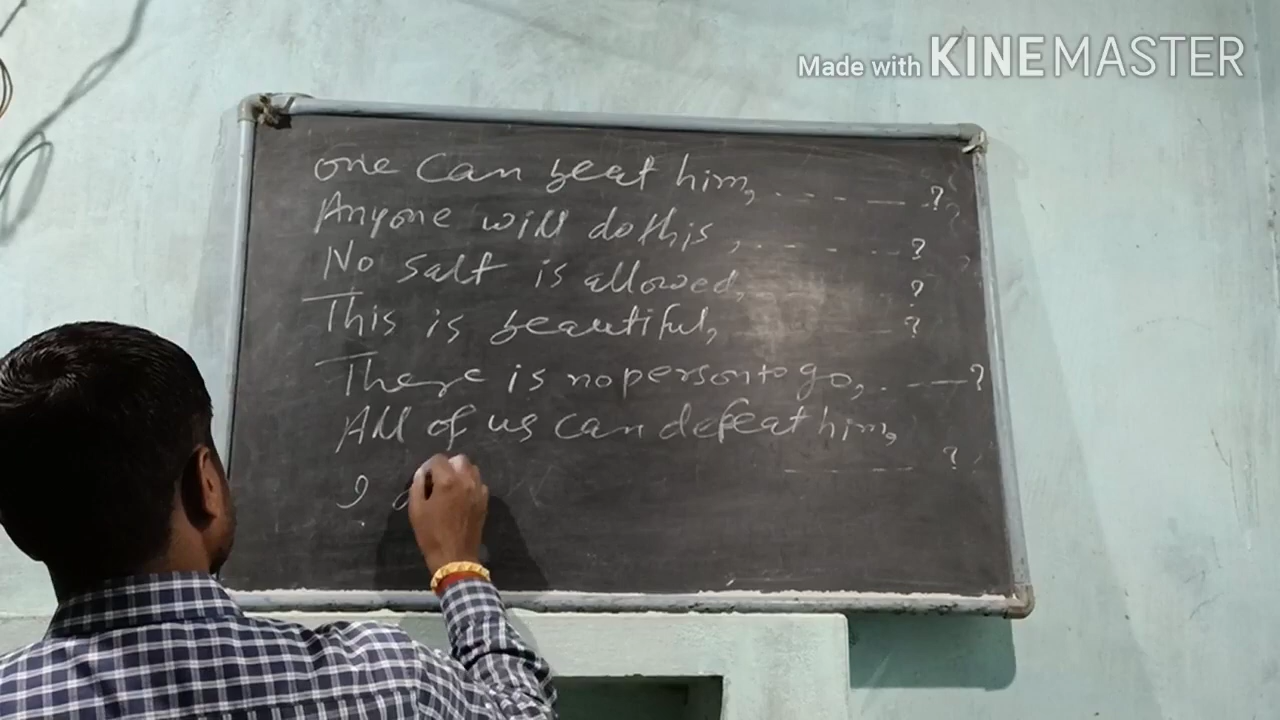 Made with KINEMASTER
one can beat him, - - - - - ?
Anyone will do this, - - - - - ?
No salt is allowed, - - - - ?
This is beautiful, - - - - ?
There is no person to go, - - - ?
All of us can defeat him,
- - - - - ?
I